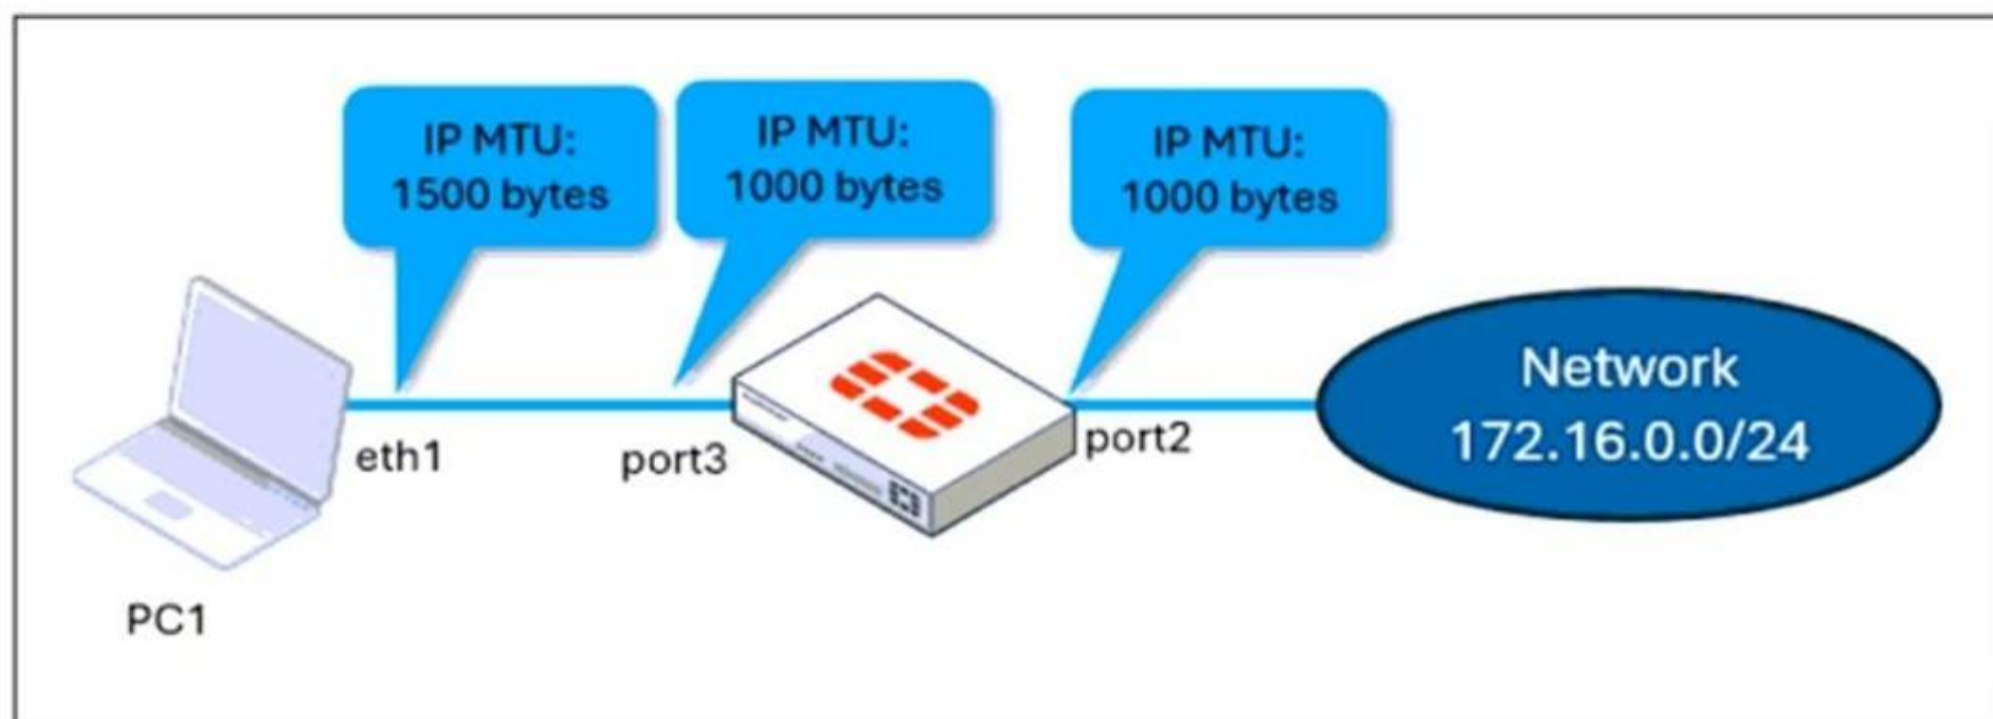 IP MTU:
1500 bytes
IP MTU:
1000 bytes
IP MTU:
1000 bytes
eth1
port3
port2
Network
172.16.0.0/24
PC1